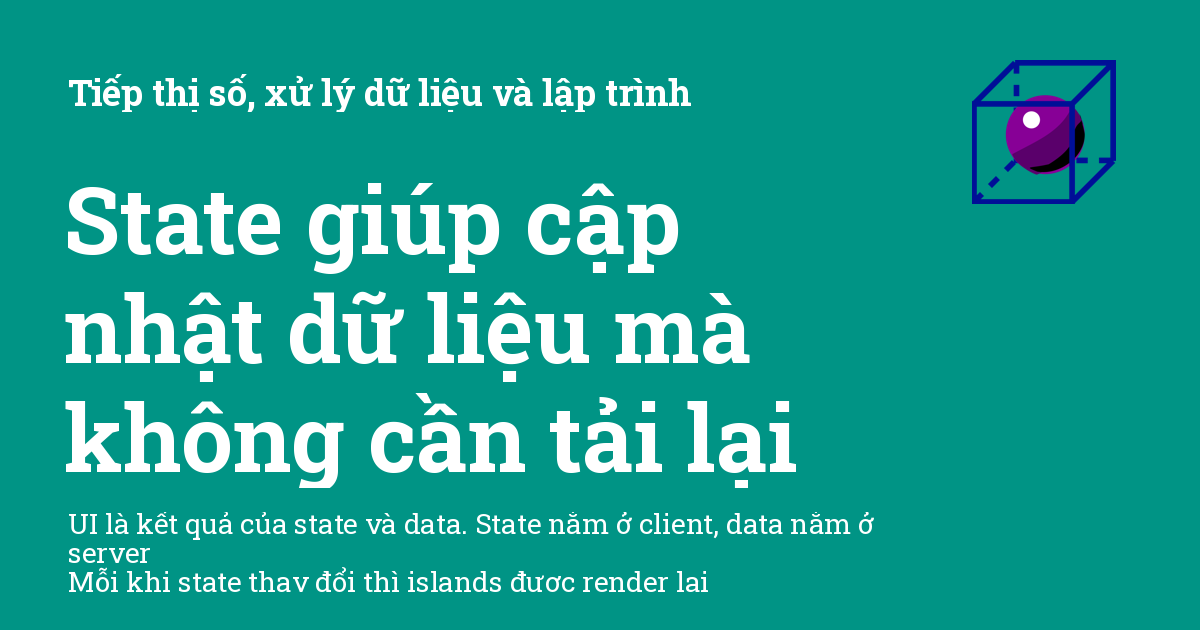 Tiếp thị số, xử lý dữ liệu và lập trình
State giúp cập
nhật dữ liệu mà
không cần tải lại
UI là kết quả của state và data. State nằm ở client, data nằm ở
server
Mỗi khi state thay đổi thì islands được render lại